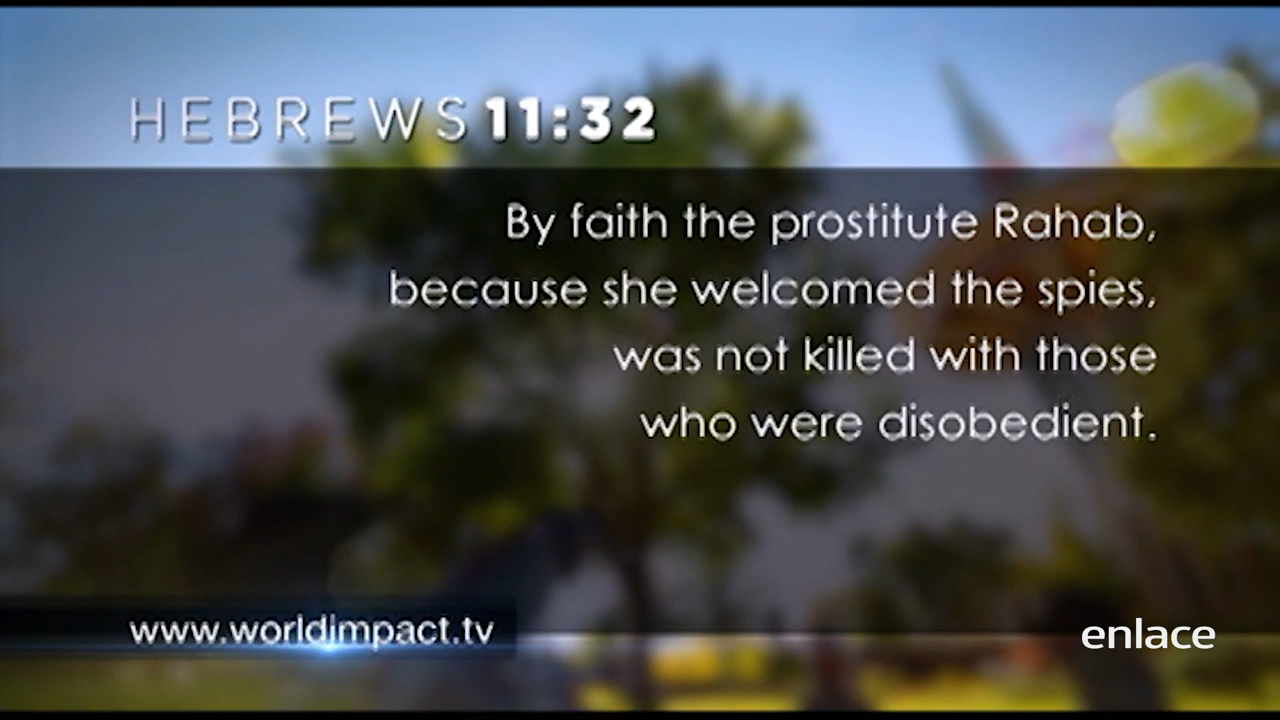 HEBREWS 11:32
By faith the prostitute Rahab,
because she welcomed the spies,
was not killed with those
who were disobedient.
www.worldimpact.tv
enlace